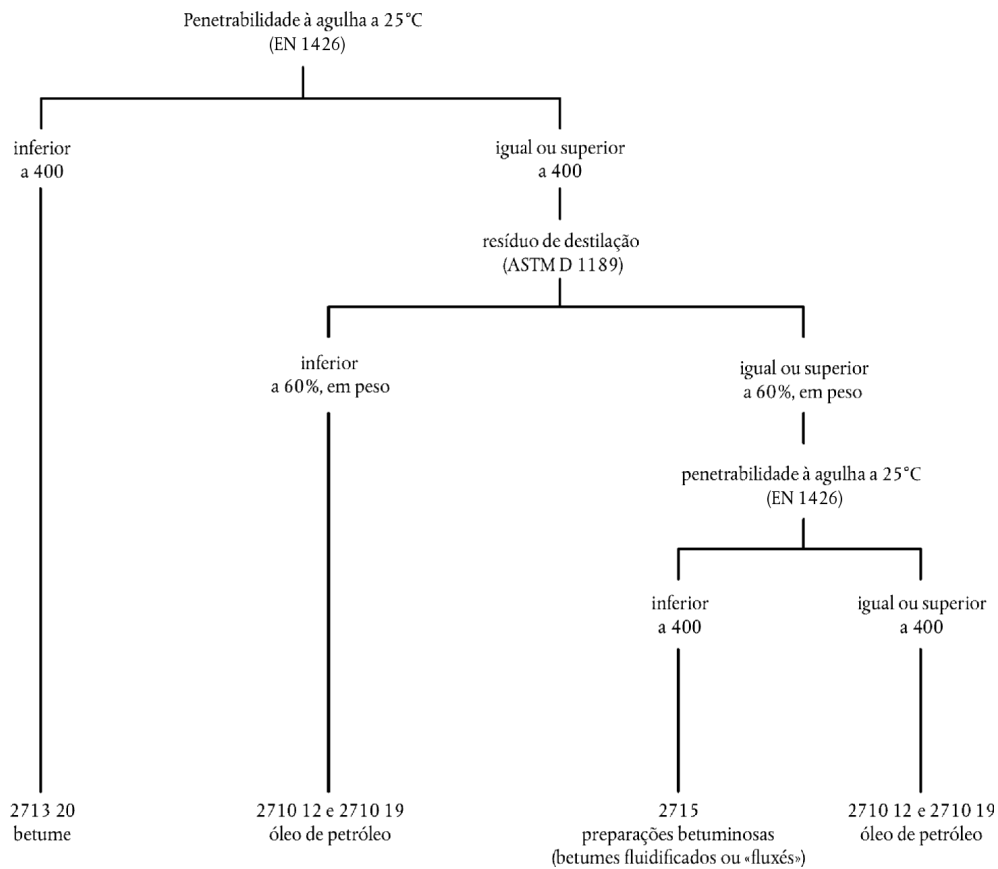 Penetrabilidade à agulha a 25°C
(EN 1426)
inferior
a 400
igual ou superior
a 400
resíduo de destilação
(ASTM D 1189)
inferior
a 60%, em peso
igual ou superior
a 60%, em peso
penetrabilidade à agulha a 25°C
(EN 1426)
inferior
a 400
igual ou superior
a 400
2713 20
betume
2710 12 e 2710 19
óleo de petróleo
2715
preparações betuminosas
(betumes fluidificados ou «fluxés»)
2710 12 e 2710 19
óleo de petróleo